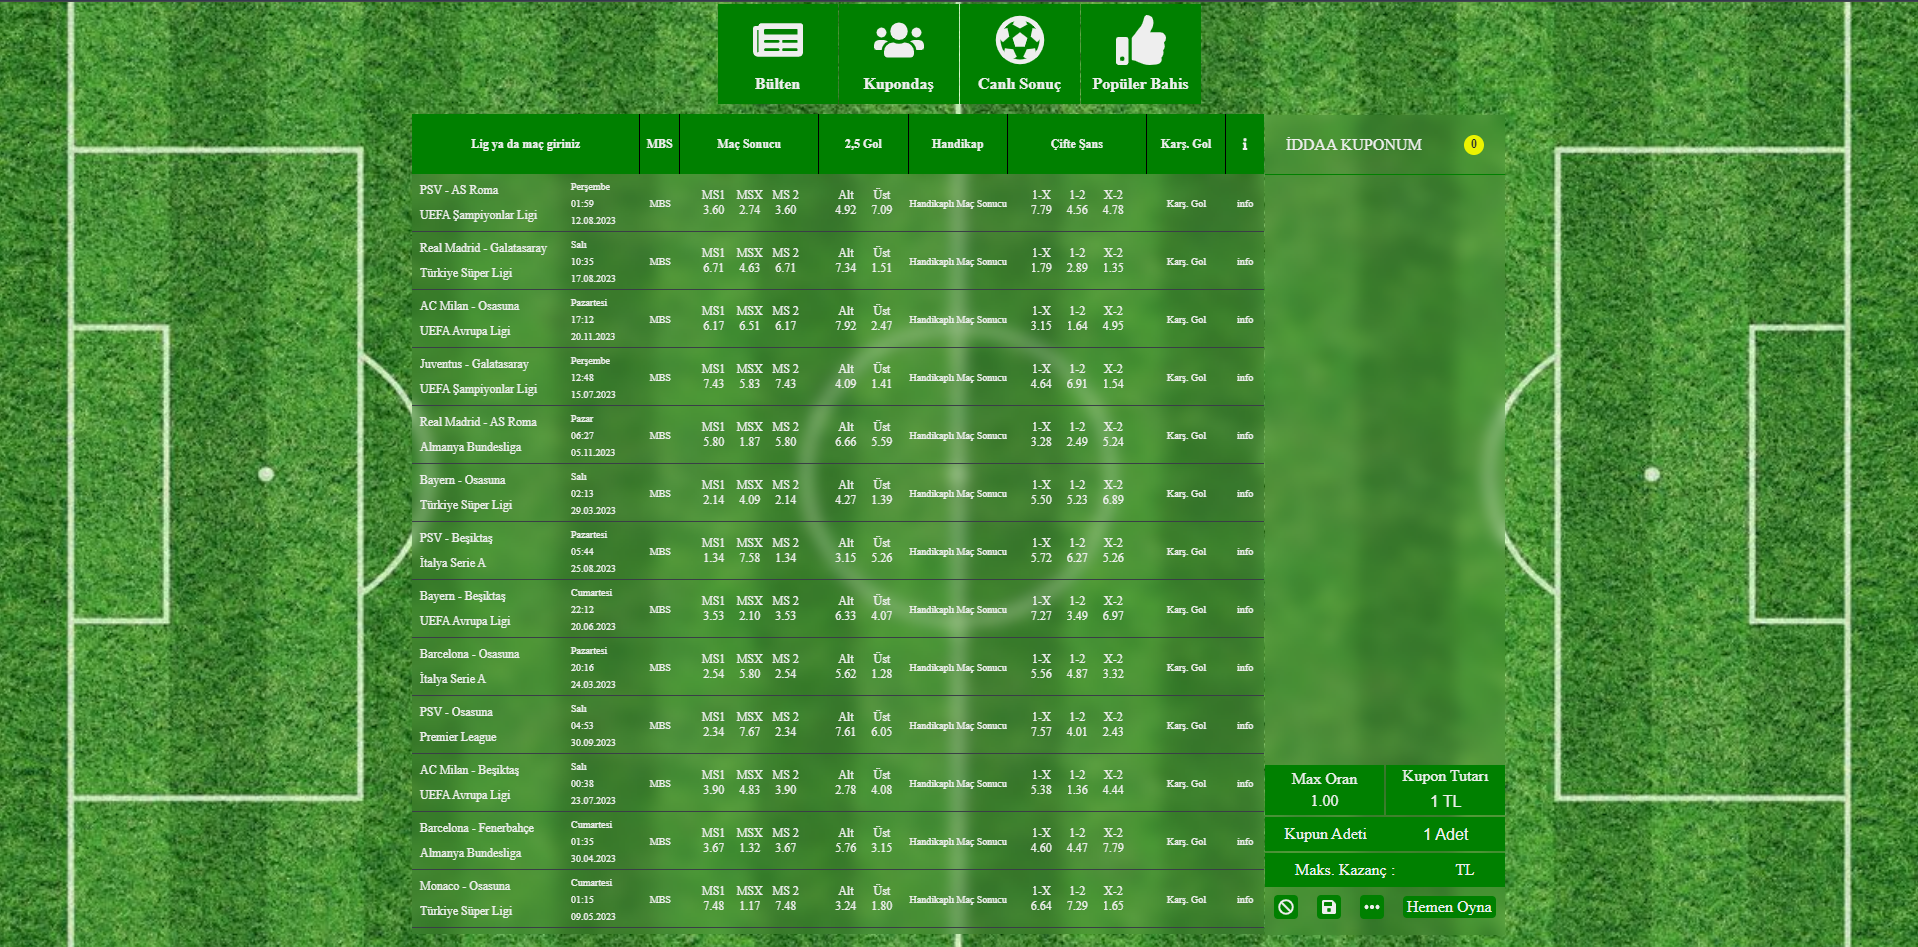 Bülten Kupondaş Canlı Sonuç Popüler Bahis
Lig ya da maç giriniz MBS Maç Sonucu 2,5 Gol Handikap Çifte Şans Karş. Gol i
İDDAA KUPONUM 0
PSV - AS Roma Perşembe
MS1 MSX MS 2 Alt Üst 1-X 1-2 X-2
01:59 MBS Handikaplı Maç Sonucu Karş. Gol info
3.60 2.74 3.60 4.92 7.09 7.79 4.56 4.78
UEFA Şampiyonlar Ligi 12.08.2023
Real Madrid - Galatasaray Salı
MS1 MSX MS 2 Alt Üst 1-X 1-2 X-2
10:35 MBS Handikaplı Maç Sonucu Karş. Gol info
6.71 4.63 6.71 7.34 1.51 1.79 2.89 1.35
Türkiye Süper Ligi 17.08.2023
AC Milan - Osasuna Pazartesi
MS1 MSX MS 2 Alt Üst 1-X 1-2 X-2
17:12 MBS Handikaplı Maç Sonucu Karş. Gol info
6.17 6.51 6.17 7.92 2.47 3.15 1.64 4.95
UEFA Avrupa Ligi 20.11.2023
Juventus - Galatasaray Perşembe
MS1 MSX MS 2 Alt Üst 1-X 1-2 X-2
12:48 MBS Handikaplı Maç Sonucu Karş. Gol info
7.43 5.83 7.43 4.09 1.41 4.64 6.91 1.54
UEFA Şampiyonlar Ligi 15.07.2023
Real Madrid - AS Roma Pazar
MS1 MSX MS 2 Alt Üst 1-X 1-2 X-2
06:27 MBS Handikaplı Maç Sonucu Karş. Gol info
5.80 1.87 5.80 6.66 5.59 3.28 2.49 5.24
Almanya Bundesliga 05.11.2023
Bayern - Osasuna Salı
MS1 MSX MS 2 Alt Üst 1-X 1-2 X-2
02:13 MBS Handikaplı Maç Sonucu Karş. Gol info
2.14 4.09 2.14 4.27 1.39 5.50 5.23 6.89
Türkiye Süper Ligi 29.03.2023
PSV - Beşiktaş Pazartesi
MS1 MSX MS 2 Alt Üst 1-X 1-2 X-2
05:44 MBS Handikaplı Maç Sonucu Karş. Gol info
1.34 7.58 1.34 3.15 5.26 5.72 6.27 5.26
İtalya Serie A 25.08.2023
Bayern - Beşiktaş Cumartesi
MS1 MSX MS 2 Alt Üst 1-X 1-2 X-2
22:12 MBS Handikaplı Maç Sonucu Karş. Gol info
3.53 2.10 3.53 6.33 4.07 7.27 3.49 6.97
UEFA Avrupa Ligi 20.06.2023
Barcelona - Osasuna Pazartesi
MS1 MSX MS 2 Alt Üst 1-X 1-2 X-2
20:16 MBS Handikaplı Maç Sonucu Karş. Gol info
2.54 5.80 2.54 5.62 1.28 5.56 4.87 3.32
İtalya Serie A 24.03.2023
PSV - Osasuna Salı
MS1 MSX MS 2 Alt Üst 1-X 1-2 X-2
04:53 MBS Handikaplı Maç Sonucu Karş. Gol info
2.34 7.67 2.34 7.61 6.05 7.57 4.01 2.43
Premier League 30.09.2023
AC Milan - Beşiktaş Salı
MS1 MSX MS 2 Alt Üst 1-X 1-2 X-2
00:38 MBS Handikaplı Maç Sonucu Karş. Gol info
3.90 4.83 3.90 2.78 4.08 5.38 1.36 4.44
UEFA Avrupa Ligi 23.07.2023
Barcelona - Fenerbahçe Cumartesi
MS1 MSX MS 2 Alt Üst 1-X 1-2 X-2
01:35 MBS Handikaplı Maç Sonucu Karş. Gol info
3.67 1.32 3.67 5.76 3.15 4.60 4.47 7.79
Almanya Bundesliga 30.04.2023
Monaco - Osasuna Cumartesi
MS1 MSX MS 2 Alt Üst 1-X 1-2 X-2
01:15 MBS Handikaplı Maç Sonucu Karş. Gol info
7.48 1.17 7.48 3.24 1.80 6.64 7.29 1.65
Türkiye Süper Ligi 09.05.2023
Max Oran Kupon Tutarı
1.00 1 TL
Kupun Adeti 1 Adet
Maks. Kazanç : TL
Hemen Oyna